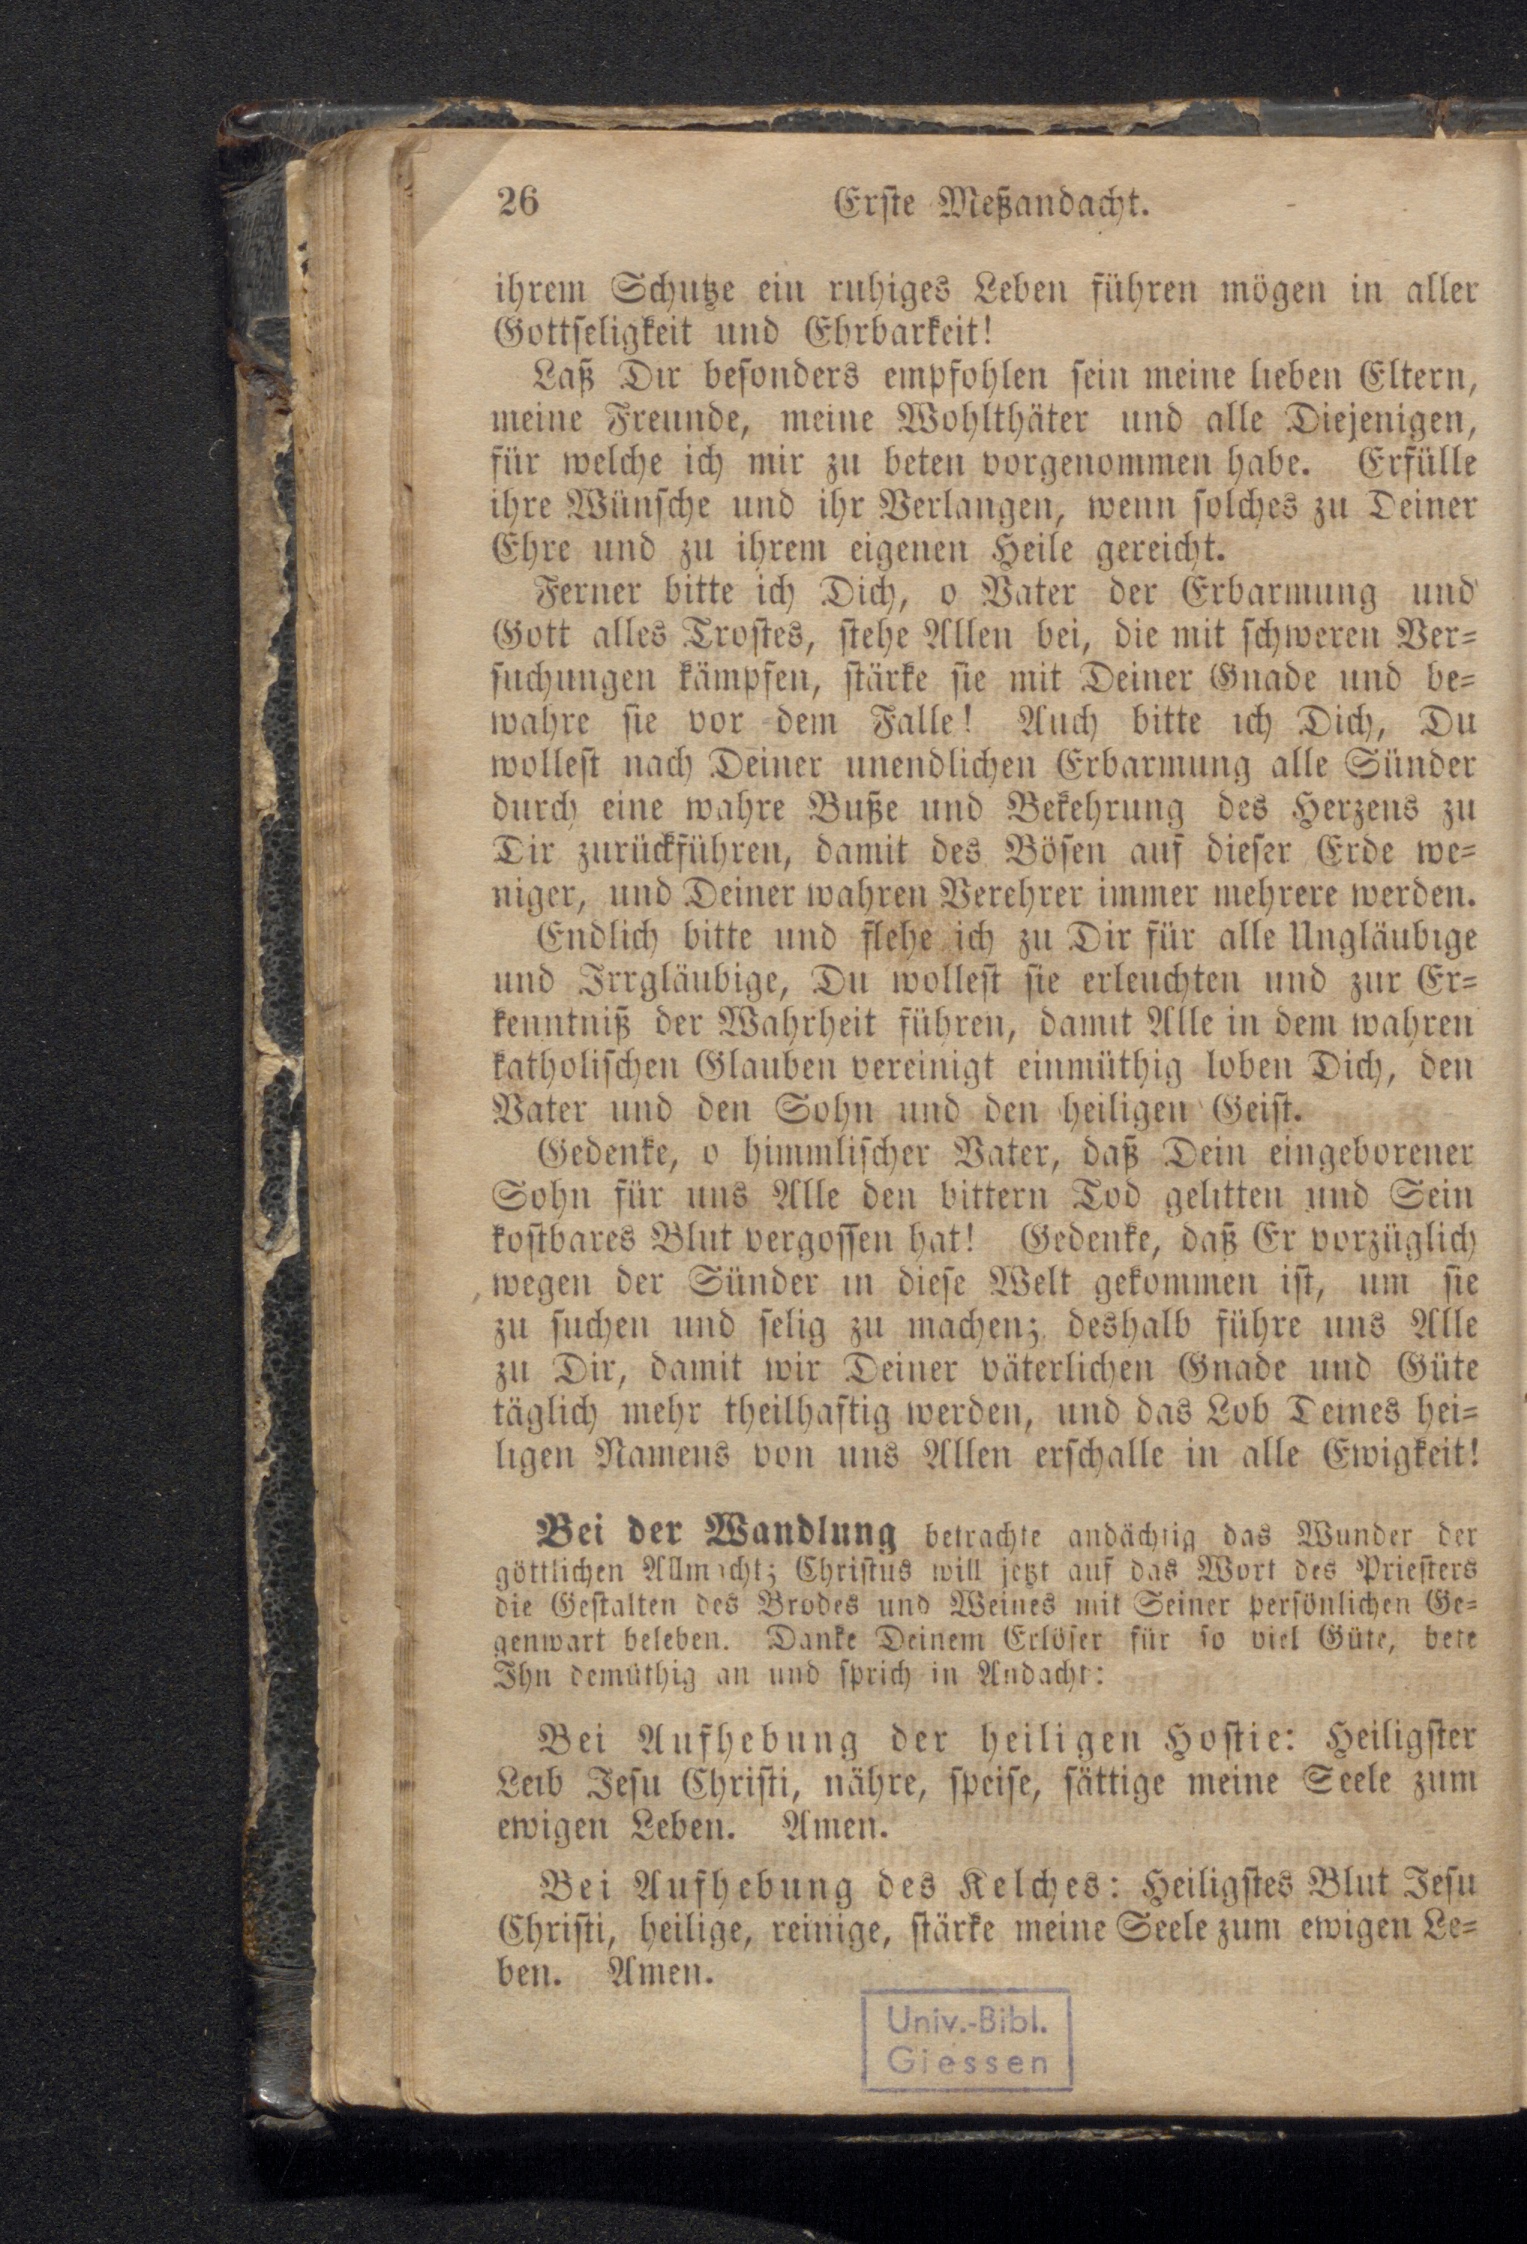 26 Erste Meßandacht.
ihrem Schutze ein ruhiges Leben führen mögen in aller
Gottseligkeit und Ehrbarkeit!
Laß Dir besonders empfohlen sein meine lieben Eltern,
meine Freunde, meine Wohlthäter und alle Diejenigen,
für welche ich mir zu beten vorgenommen habe. Erfülle
ihre Wünsche und ihr Verlangen, wenn solches zu Deiner
Ehre und zu ihrem eigenen Heile gereicht.
Ferner bitte ich Dich, o Vater der Erbarmung und
Gott alles Trostes, stehe Allen bei, die mit schweren Ver-
suchungen kämpfen, stärke sie mit Deiner Gnade und be-
wahre sie vor dem Falle! Auch bitte ich Dich, Du
wollest nach Deiner unendlichen Erbarmung alle Sünder
durch eine wahre Buße und Bekehrung des Herzens zu
Dir zurückführen, damit des Bösen auf dieser Erde we-
niger, und Deiner wahren Verehrer immer mehrere werden.
Endlich bitte und flehe ich zu Dir für alle Ungläubige
und Irrgläubige, Du wollest sie erleuchten und zur Er-
kenntniß der Wahrheit führen, damit Alle in dem wahren
katholischen Glauben vereinigt einmüthig loben Dich, den
Vater und den Sohn und den heiligen Geist.
Gedenke, o himmlischer Vater, daß Dein eingeborener
Sohn für uns Alle den bittern Tod gelitten und Sein
kostbares Blut vergossen hat! Gedenke, daß Er vorzüglich
wegen der Sünder in diese Welt gekommen ist, um sie
zu suchen und selig zu machen; deshalb führe uns Alle
zu Dir, damit wir Deiner väterlichen Gnade und Güte
täglich mehr theilhaftig werden, und das Lob Deines hei-
ligen Namens von uns Allen erschalle in alle Ewigkeit!
Bei der Wandlung betrachte andächtig das Wunder der
göttlichen Allmacht; Christus will jetzt auf das Wort des Priesters
die Gestalten des Brodes und Weines mit Seiner persönlichen Ge-
genwart beleben. Danke Deinem Erlöser für so viel Güte, bete
Ihn demüthig an und sprich in Andacht:
Bei Aufhebung der heiligen Hostie: Heiligster
Leib Jesu Christi, nähre, speise, sättige meine Seele zum
ewigen Leben. Amen.
Bei Aufhebung des Kelches: Heiligstes Blut Jesu
Christi, heilige, reinige, stärke meine Seele zum ewigen Le-
ben. Amen.
Univ.-Bibl.
Giessen